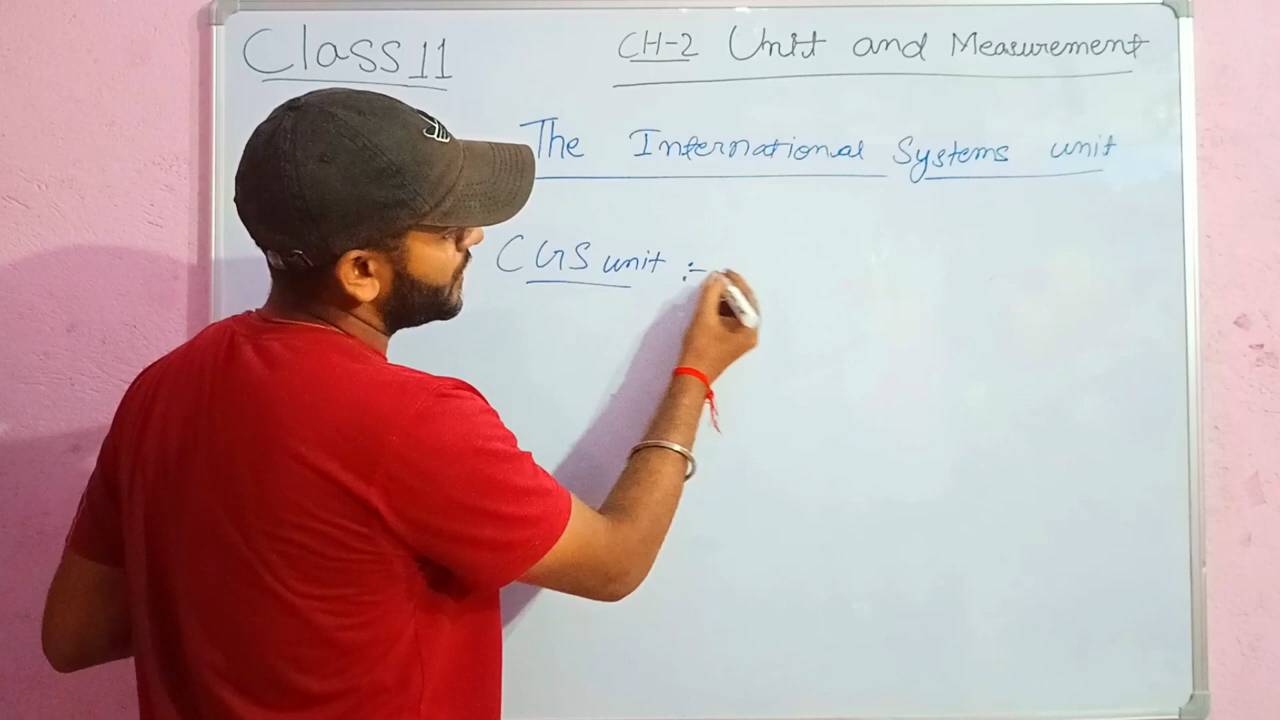 Class 11
CH-2 Unit and Measurement
The International Systems unit
CGS unit :-